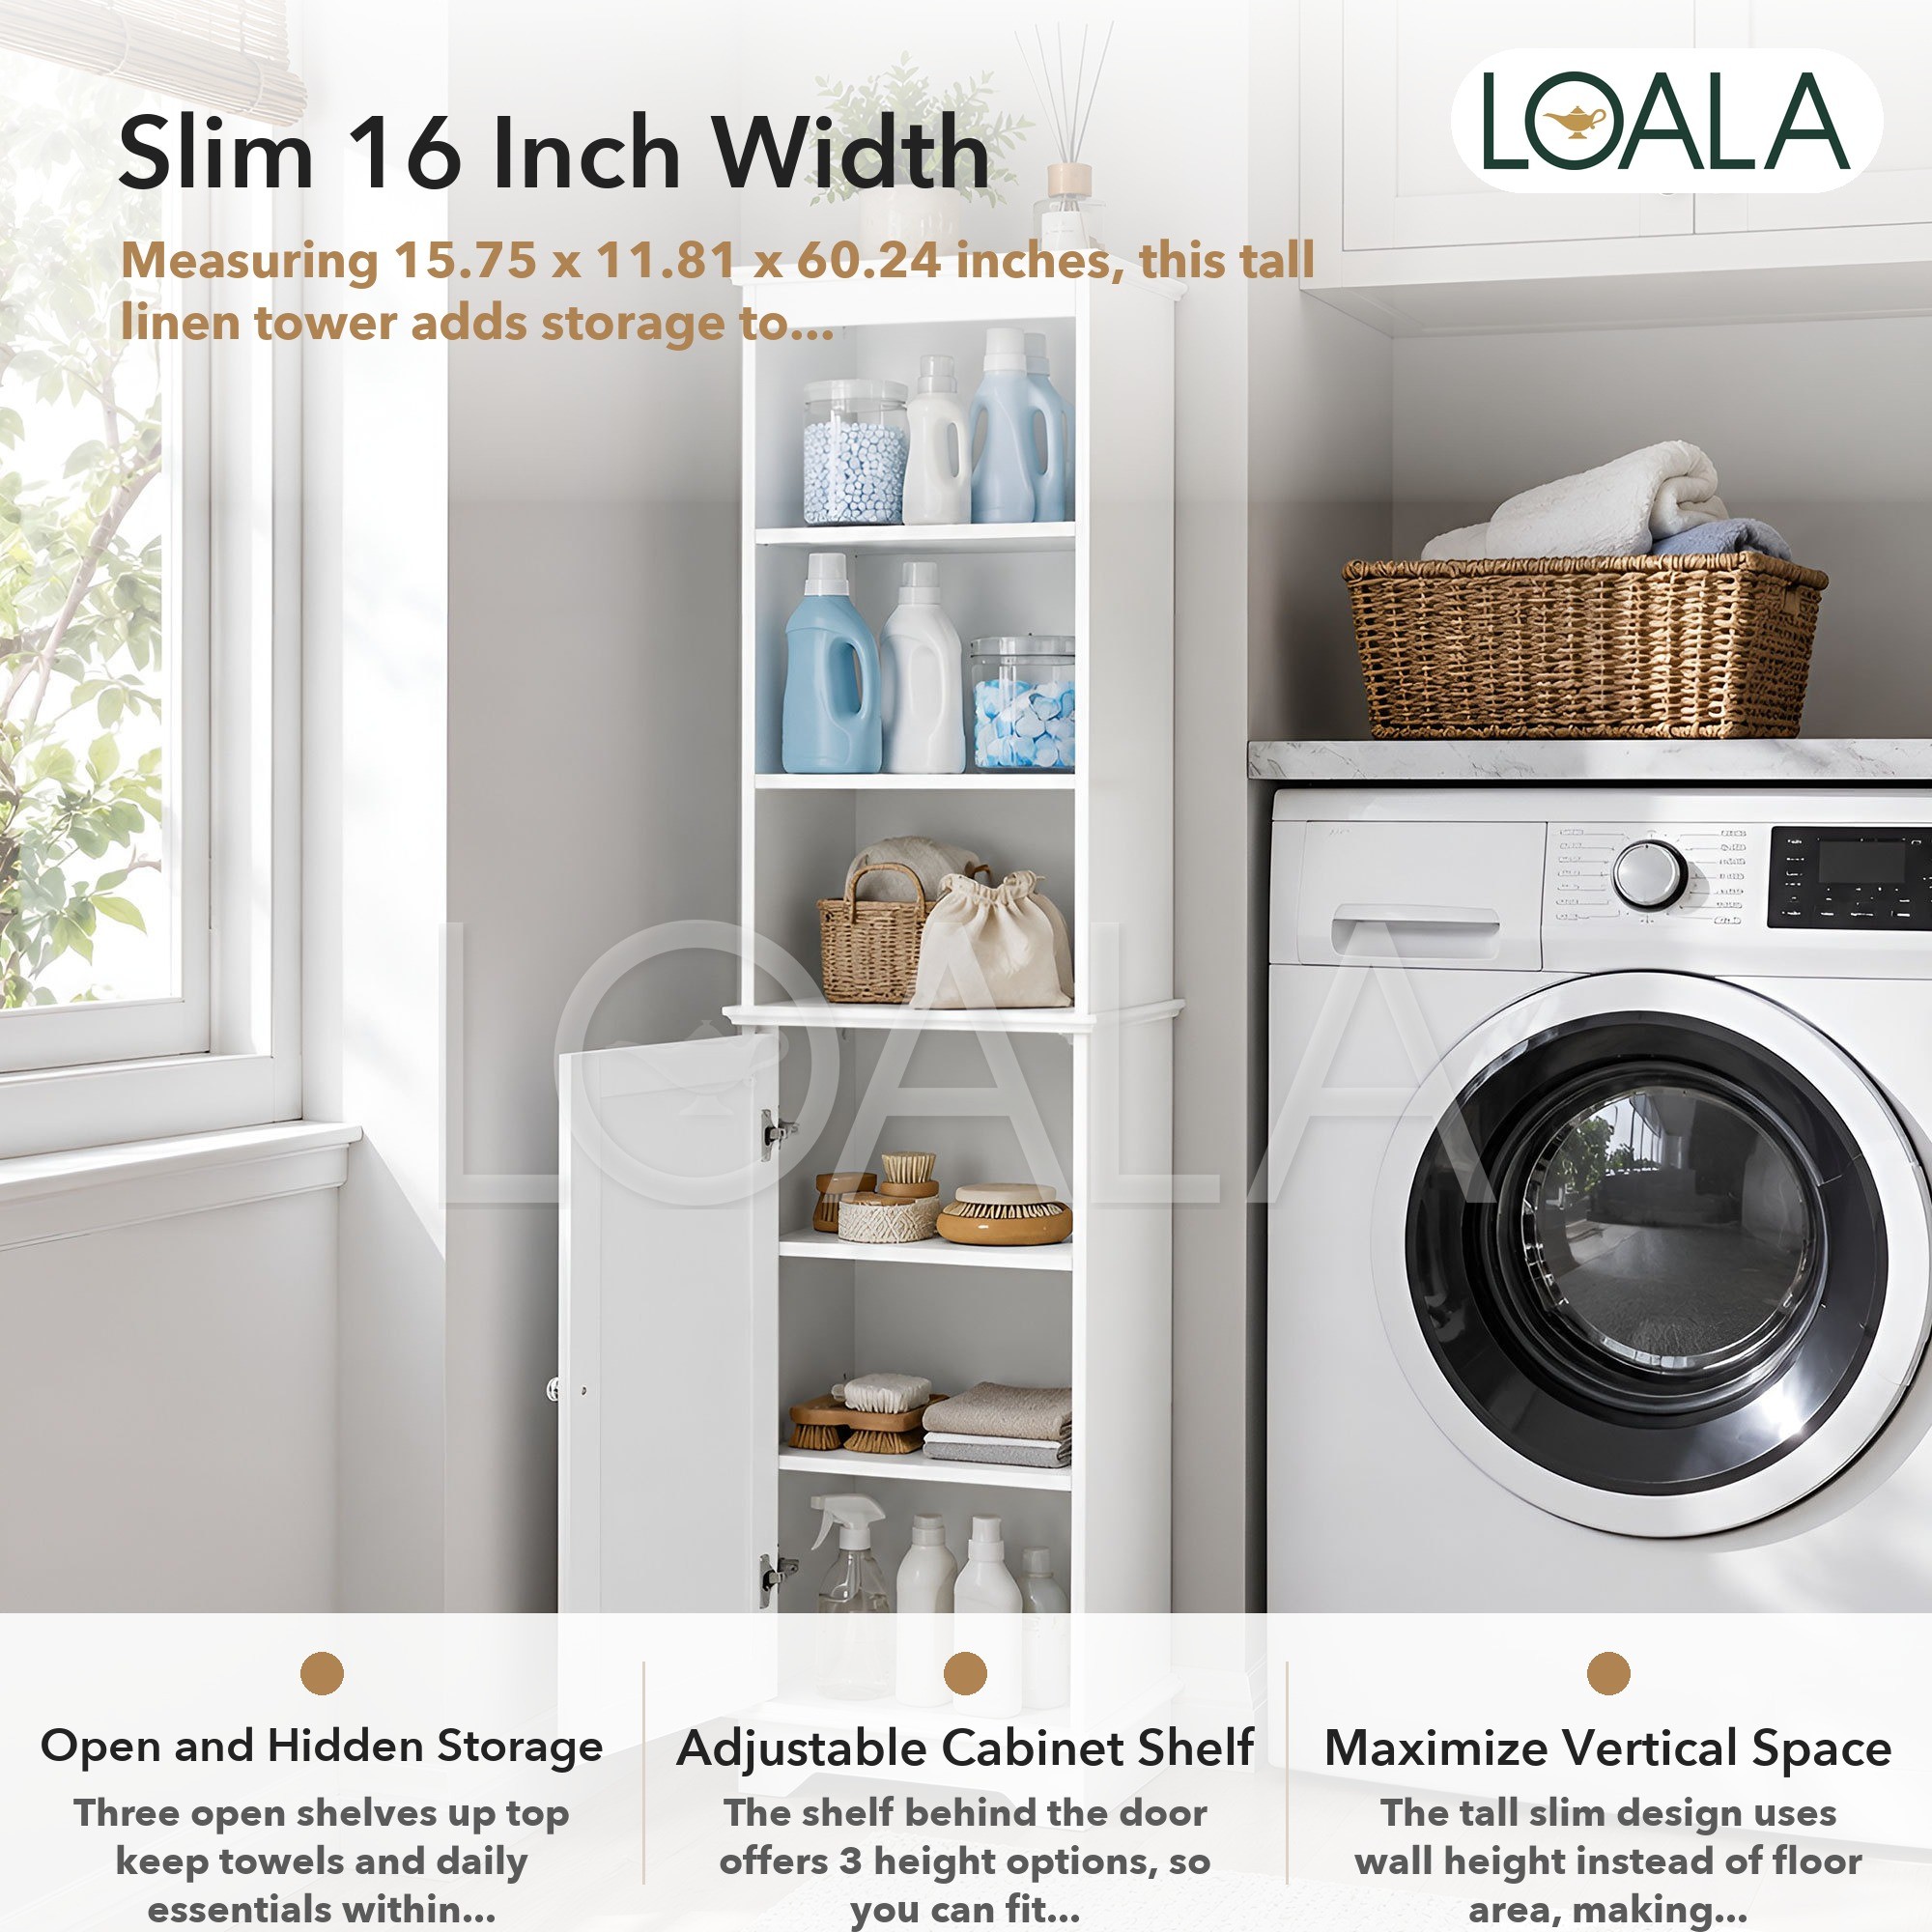 Slim 16 Inch Width
LOALA
Measuring 15.75 x 11.81 x 60.24 inches, this tall
linen tower adds storage to...
LOALA
Open and Hidden Storage
Three open shelves up top
keep towels and daily
essentials within...
Adjustable Cabinet Shelf
The shelf behind the door
offers 3 height options, so
you can fit...
Maximize Vertical Space
The tall slim design uses
wall height instead of floor
area, making...